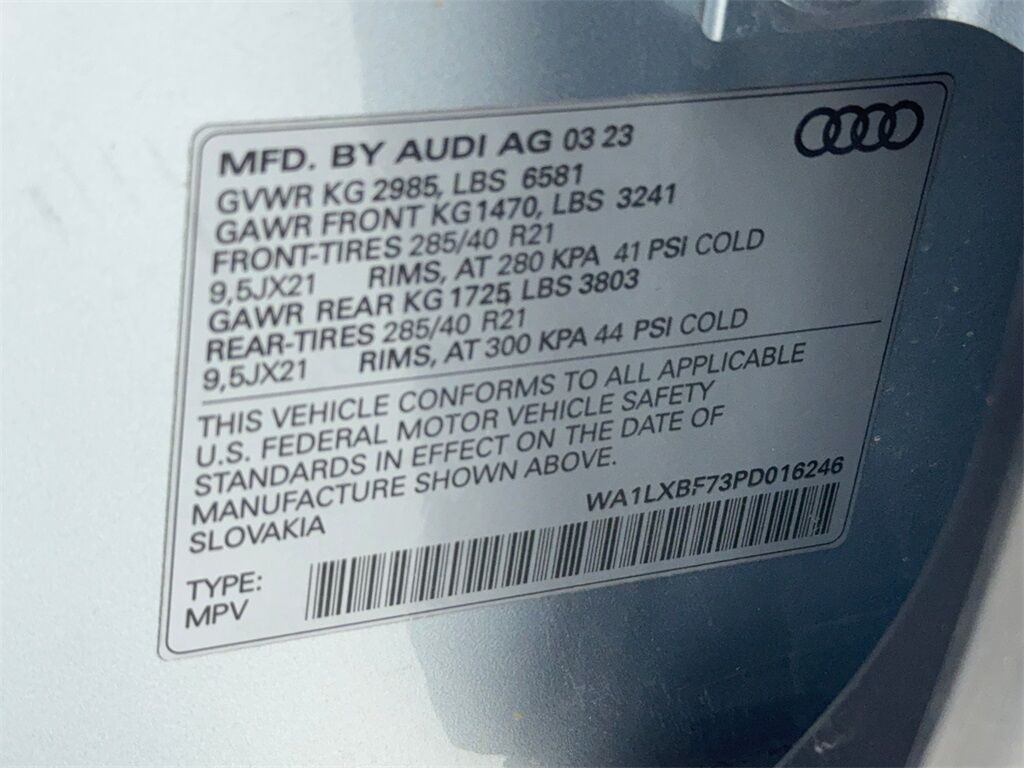 MFD. BY AUDI AG 03 23
GVWR KG 2985, LBS 6581
GAWR FRONT KG 1470, LBS 3241
FRONT-TIRES 285/40 R21
9,5JX21 RIMS, AT 280 KPA 41 PSI COLD
GAWR REAR KG 1725, LBS 3803
REAR-TIRES 285/40 R21
9,5JX21 RIMS, AT 300 KPA 44 PSI COLD
THIS VEHICLE CONFORMS TO ALL APPLICABLE
U.S. FEDERAL MOTOR VEHICLE SAFETY
STANDARDS IN EFFECT ON THE DATE OF
MANUFACTURE SHOWN ABOVE.
SLOVAKIA
WA1LXBF73PD016246
TYPE:
MPV